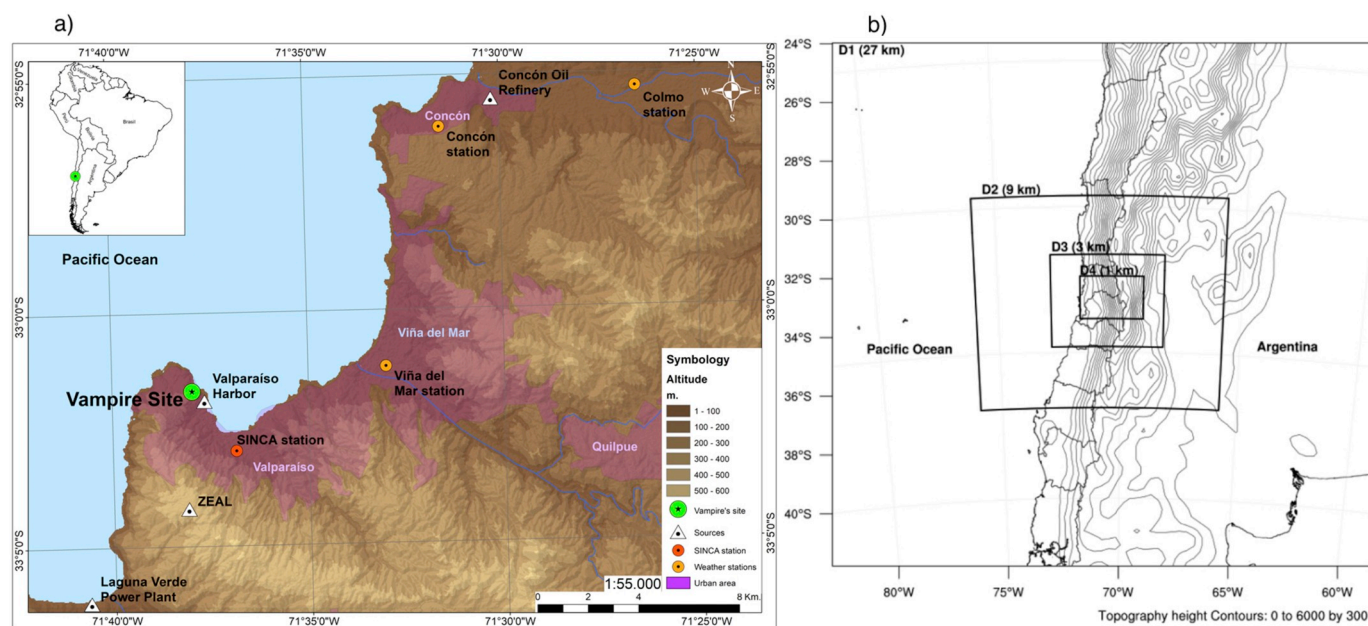 a)
71°40'0"W
71°35'0"W
71°30'0"W
71°25'0"W
32°55'0"S
33°0'0"S
33°5'0"S
Brasil
Perú
Bolivia
Argentina
Pacific Ocean
Concón Oil
Refinery
Concón
Concón
station
Colmo
station
N
W
E
S
32°55'0"S
33°0'0"S
33°5'0"S
Viña del Mar
Viña del
Mar station
Valparaíso
Harbor
Vampire Site
SINCA station
Valparaíso
Quilpue
ZEAL
Laguna Verde
Power Plant
Symbology
Altitude
m.
1 - 100
100 - 200
200 - 300
300 - 400
400 - 500
500 - 600
Vampire's site
Sources
SINCA station
Weather stations
Urban area
1:55.000
0
2
4
8 Km.
71°40'0"W
71°35'0"W
71°30'0"W
71°25'0"W
b)
D1 (27 km)
24°S
26°S
28°S
30°S
32°S
34°S
36°S
38°S
40°S
D2 (9 km)
D3 (3 km)
D4 (1 km)
Pacific Ocean
Argentina
80°W
75°W
70°W
65°W
60°W
Topography height Contours: 0 to 6000 by 300